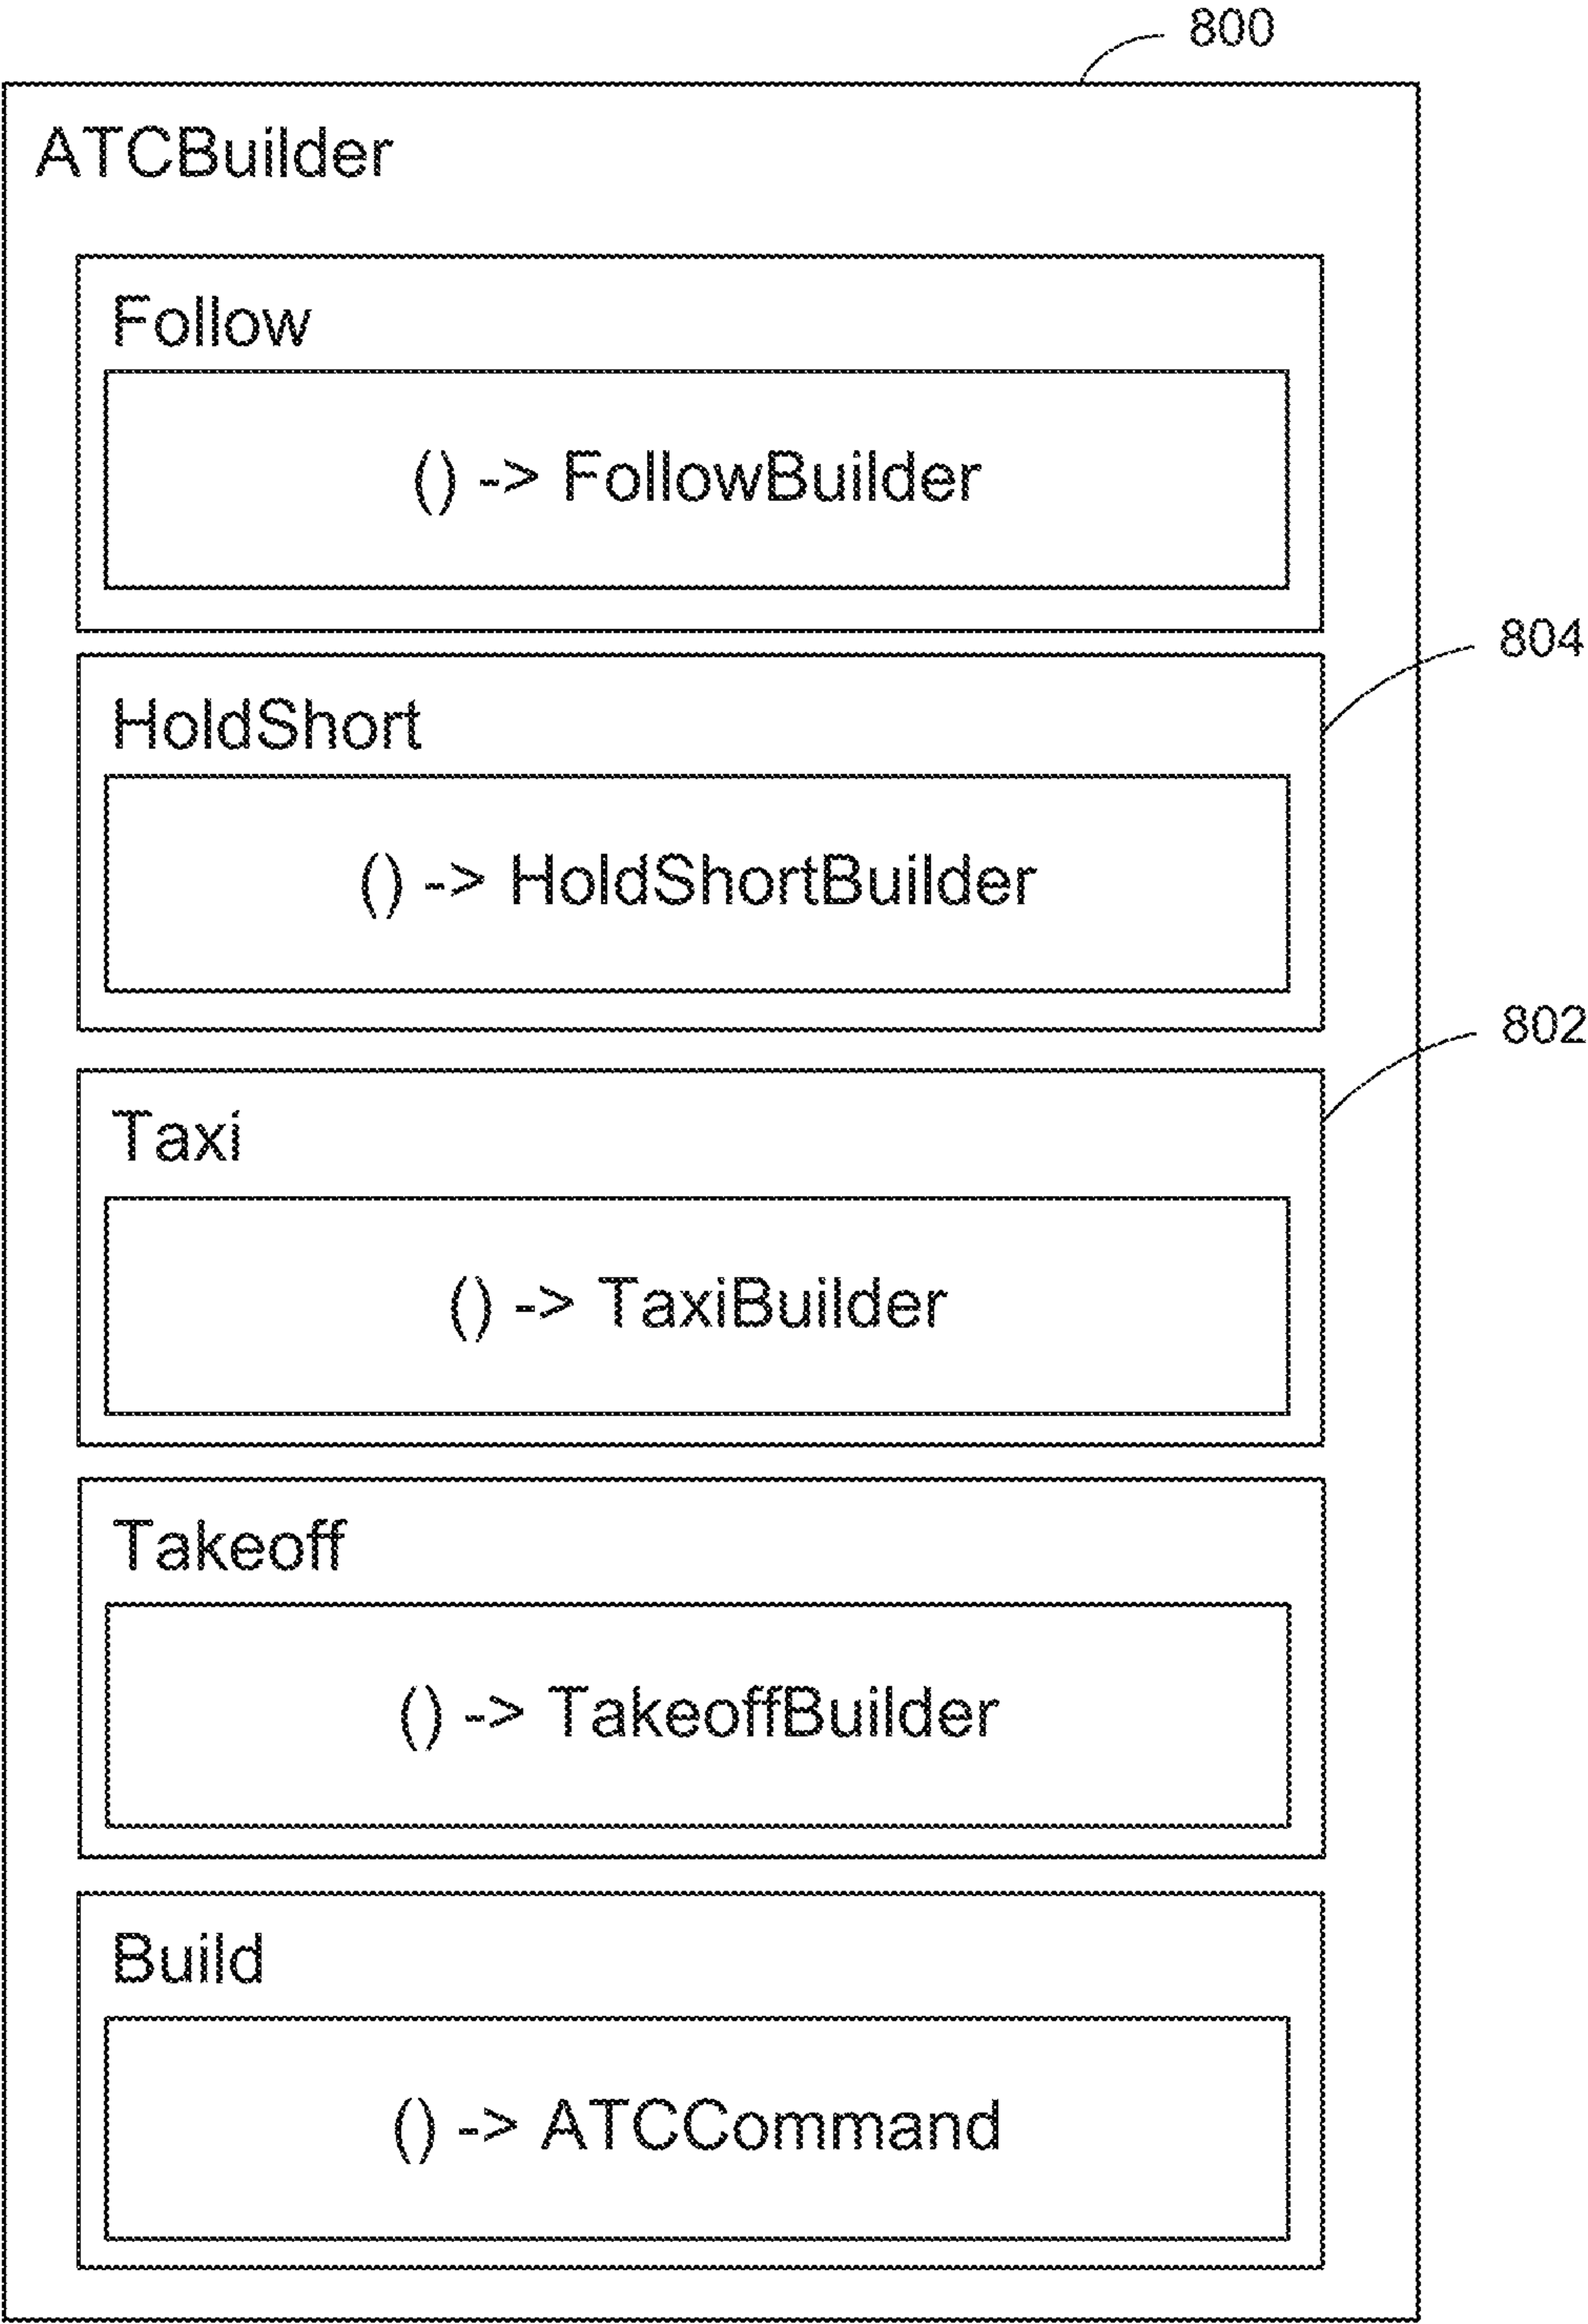 800
ATCBuilder
Follow
() -> FollowBuilder
804
HoldShort
() -> HoldShortBuilder
802
Taxi
() -> TaxiBuilder
Takeoff
() -> TakeoffBuilder
Build
() -> ATCCommand